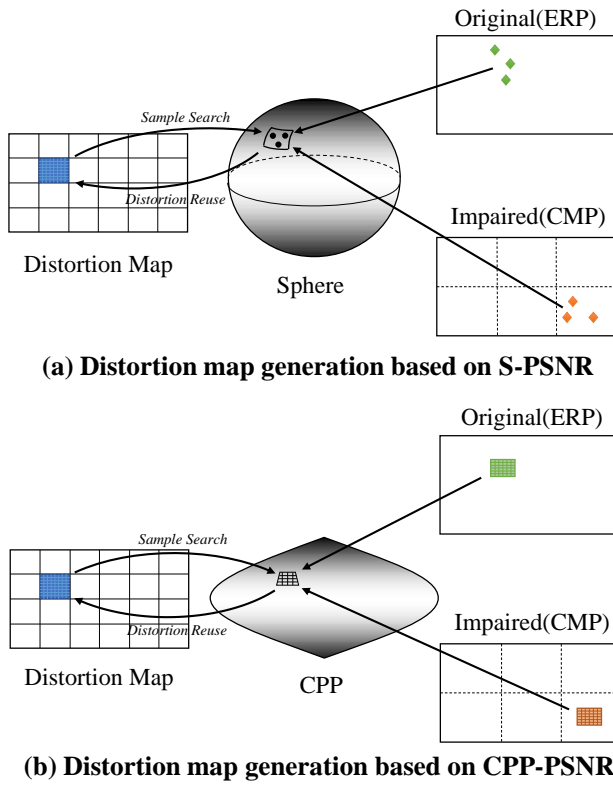 Original(ERP)
Sample Search
Distortion Reuse
Distortion Map
Sphere
Impaired(CMP)
(a) Distortion map generation based on S-PSNR
Original(ERP)
Sample Search
Distortion Reuse
Distortion Map
CPP
Impaired(CMP)
(b) Distortion map generation based on CPP-PSNR